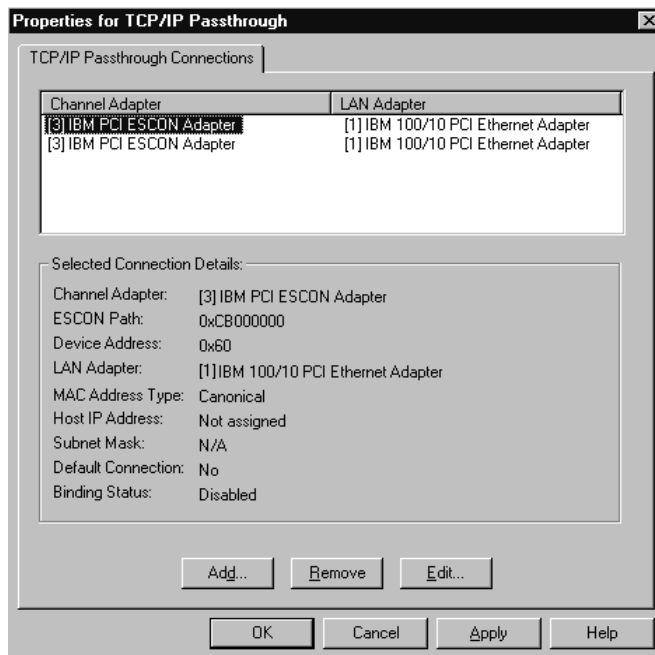 Properties for TCP/IP Passthrough
TCP/IP Passthrough Connections
Channel Adapter LAN Adapter
[3] IBM PCI ESCON Adapter [1] IBM 100/10 PCI Ethernet Adapter
[3] IBM PCI ESCON Adapter [1] IBM 100/10 PCI Ethernet Adapter
Selected Connection Details:
Channel Adapter: [3] IBM PCI ESCON Adapter
ESCON Path: 0xCB000000
Device Address: 0x60
LAN Adapter: [1] IBM 100/10 PCI Ethernet Adapter
MAC Address Type: Canonical
Host IP Address: Not assigned
Subnet Mask: N/A
Default Connection: No
Binding Status: Disabled
Add... Remove Edit...
OK Cancel Apply Help